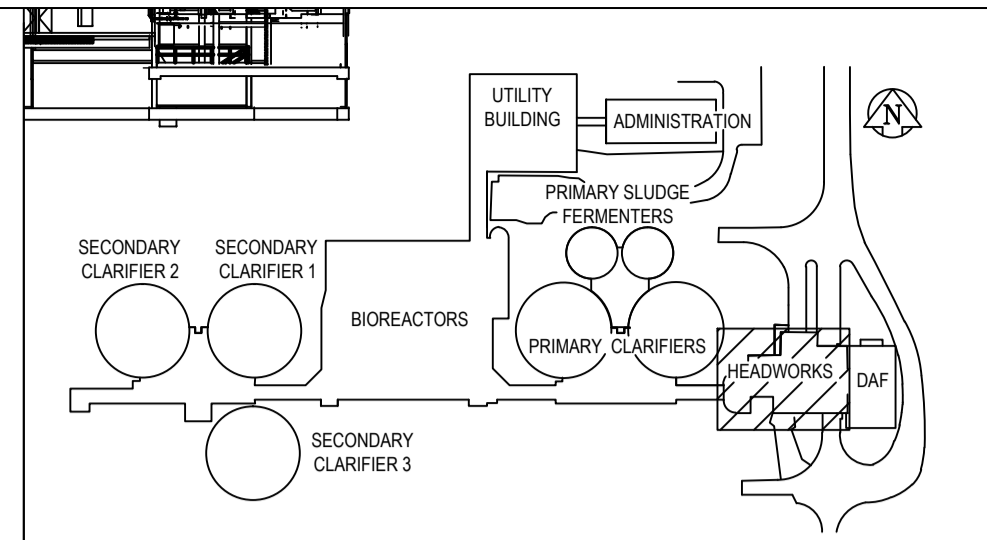 UTILITY
BUILDING
ADMINISTRATION
N
PRIMARY SLUDGE
FERMENTERS
SECONDARY
CLARIFIER 2
SECONDARY
CLARIFIER 1
BIOREACTORS
PRIMARY CLARIFIERS
HEADWORKS
DAF
SECONDARY
CLARIFIER 3